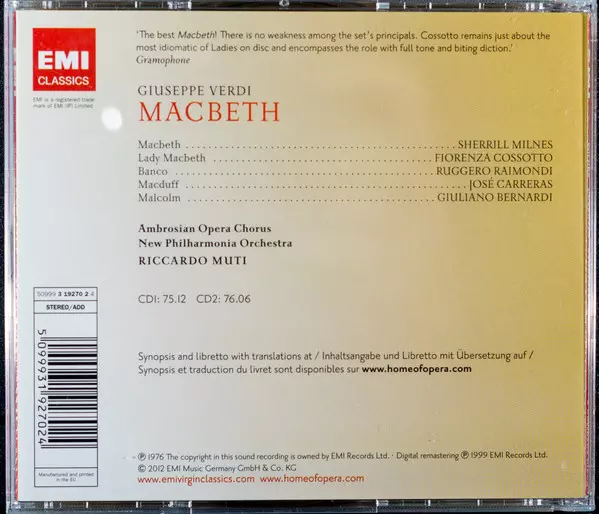 'The best Macbeth! There is no weakness among the set's principals. Cossotto remains just about the
most idiomatic of Ladies on disc and encompasses the role with full tone and biting diction.'
Gramophone
EMI
CLASSICS
EMI is a registered trade
mark of EMI (IP) Limited
GIUSEPPE VERDI
MACBETH
Macbeth ........................................ SHERRILL MILNES
Lady Macbeth ........................................ FIORENZA COSSOTTO
Banco ........................................ RUGGERO RAIMONDI
Macduff ........................................ JOSÉ CARRERAS
Malcolm ........................................ GIULIANO BERNARDI
Ambrosian Opera Chorus
New Philharmonia Orchestra
RICCARDO MUTI
CD1: 75.12 CD2: 76.06
50999 3 19270 2 4
STEREO/ADD
5 099931 927024
Manufactured and printed
in the EU
Synopsis and libretto with translations at / Inhaltsangabe und Libretto mit Übersetzung auf /
Synopsis et traduction du livret sont disponibles sur www.homeofopera.com
℗ 1976 The copyright in this sound recording is owned by EMI Records Ltd. · Digital remastering ℗ 1999 EMI Records Ltd.
© 2012 EMI Music Germany GmbH & Co. KG
www.emivirginclassics.com www.homeofopera.com